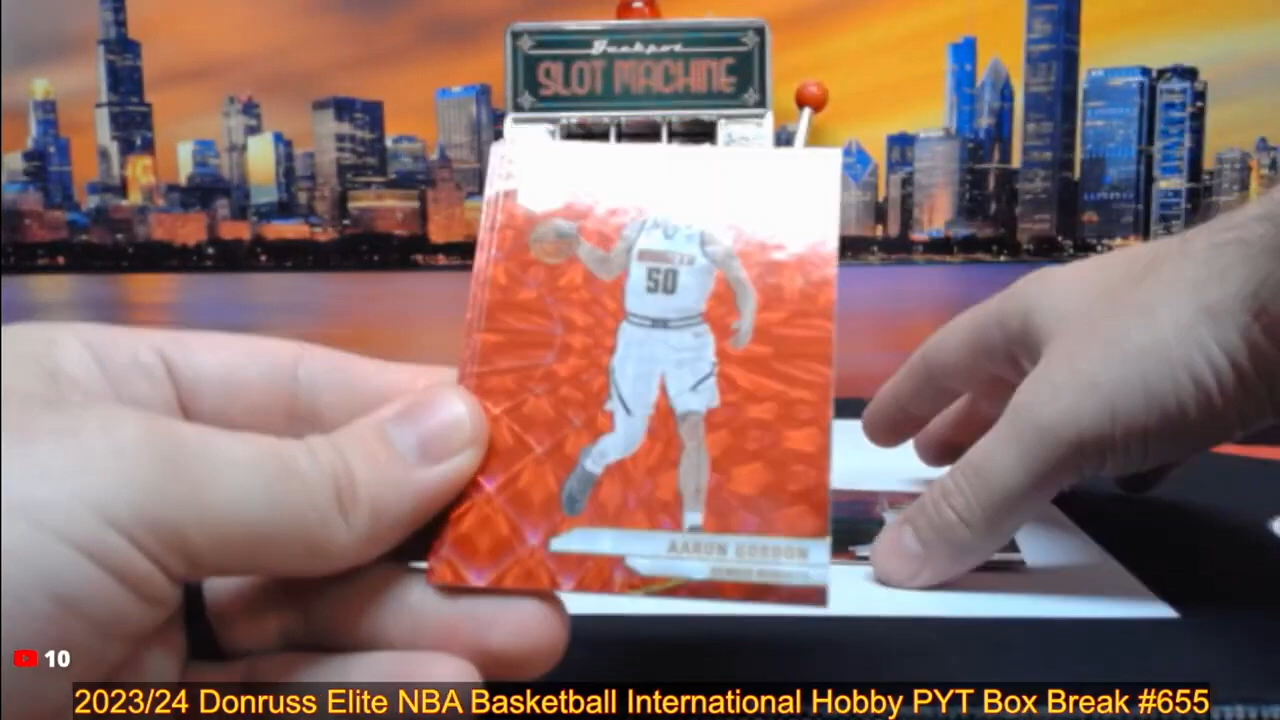 Jackpot
SLOT MACHINE
50
AARON GORDON
10
2023/24 Donruss Elite NBA Basketball International Hobby PYT Box Break #655